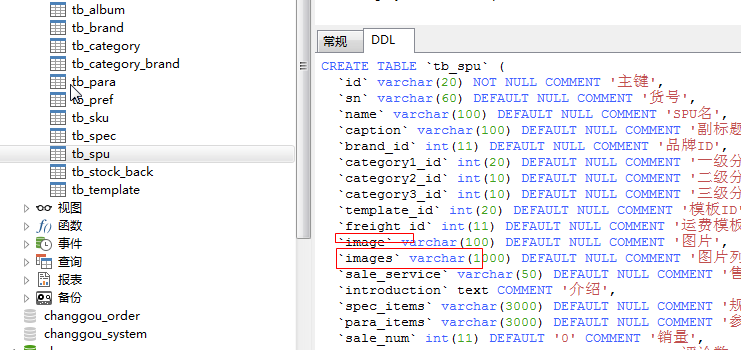 tb_album
tb_brand
tb_category
tb_category_brand
tb_para
tb_pref
tb_sku
tb_spec
tb_spu
tb_stock_back
tb_template
视图
函数
事件
查询
报表
备份
changgou_order
changgou_system
常规
DDL
CREATE TABLE `tb_spu` (
`id` varchar(20) NOT NULL COMMENT '主键',
`sn` varchar(60) DEFAULT NULL COMMENT '货号',
`name` varchar(100) DEFAULT NULL COMMENT 'SPU名',
`caption` varchar(100) DEFAULT NULL COMMENT '副标题
`brand_id` int(11) DEFAULT NULL COMMENT '品牌ID',
`category1_id` int(20) DEFAULT NULL COMMENT '一级分
`category2_id` int(10) DEFAULT NULL COMMENT '二级分
`category3_id` int(10) DEFAULT NULL COMMENT '三级分
`template_id` int(20) DEFAULT NULL COMMENT '模板ID'
`freight_id` int(11) DEFAULT NULL COMMENT '运费模板
`image` varchar(100) DEFAULT NULL COMMENT '图片',
`images` varchar(1000) DEFAULT NULL COMMENT '图片列
`sale_service` varchar(50) DEFAULT NULL COMMENT '售
`introduction` text COMMENT '介绍',
`spec_items` varchar(3000) DEFAULT NULL COMMENT '规
`para_items` varchar(3000) DEFAULT NULL COMMENT '参
`sale_num` int(11) DEFAULT '0' COMMENT '销量',